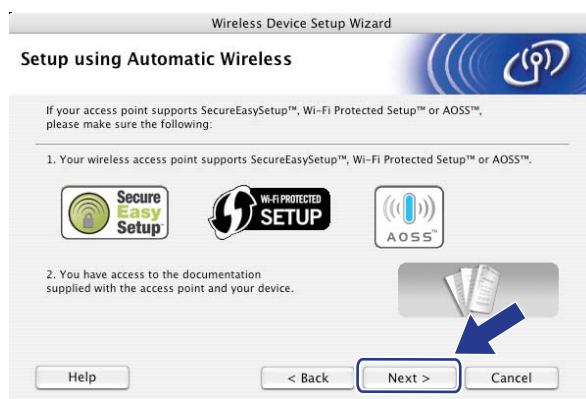 Wireless Device Setup Wizard
Setup using Automatic Wireless
If your access point supports SecureEasySetup™, Wi-Fi Protected Setup™ or AOSS™,
please make sure the following:
1. Your wireless access point supports SecureEasySetup™, Wi-Fi Protected Setup™ or AOSS™.
Secure
Easy
Setup™
WI-FI PROTECTED
SETUP
AOSS™
2. You have access to the documentation
supplied with the access point and your device.
Help
< Back
Next >
Cancel